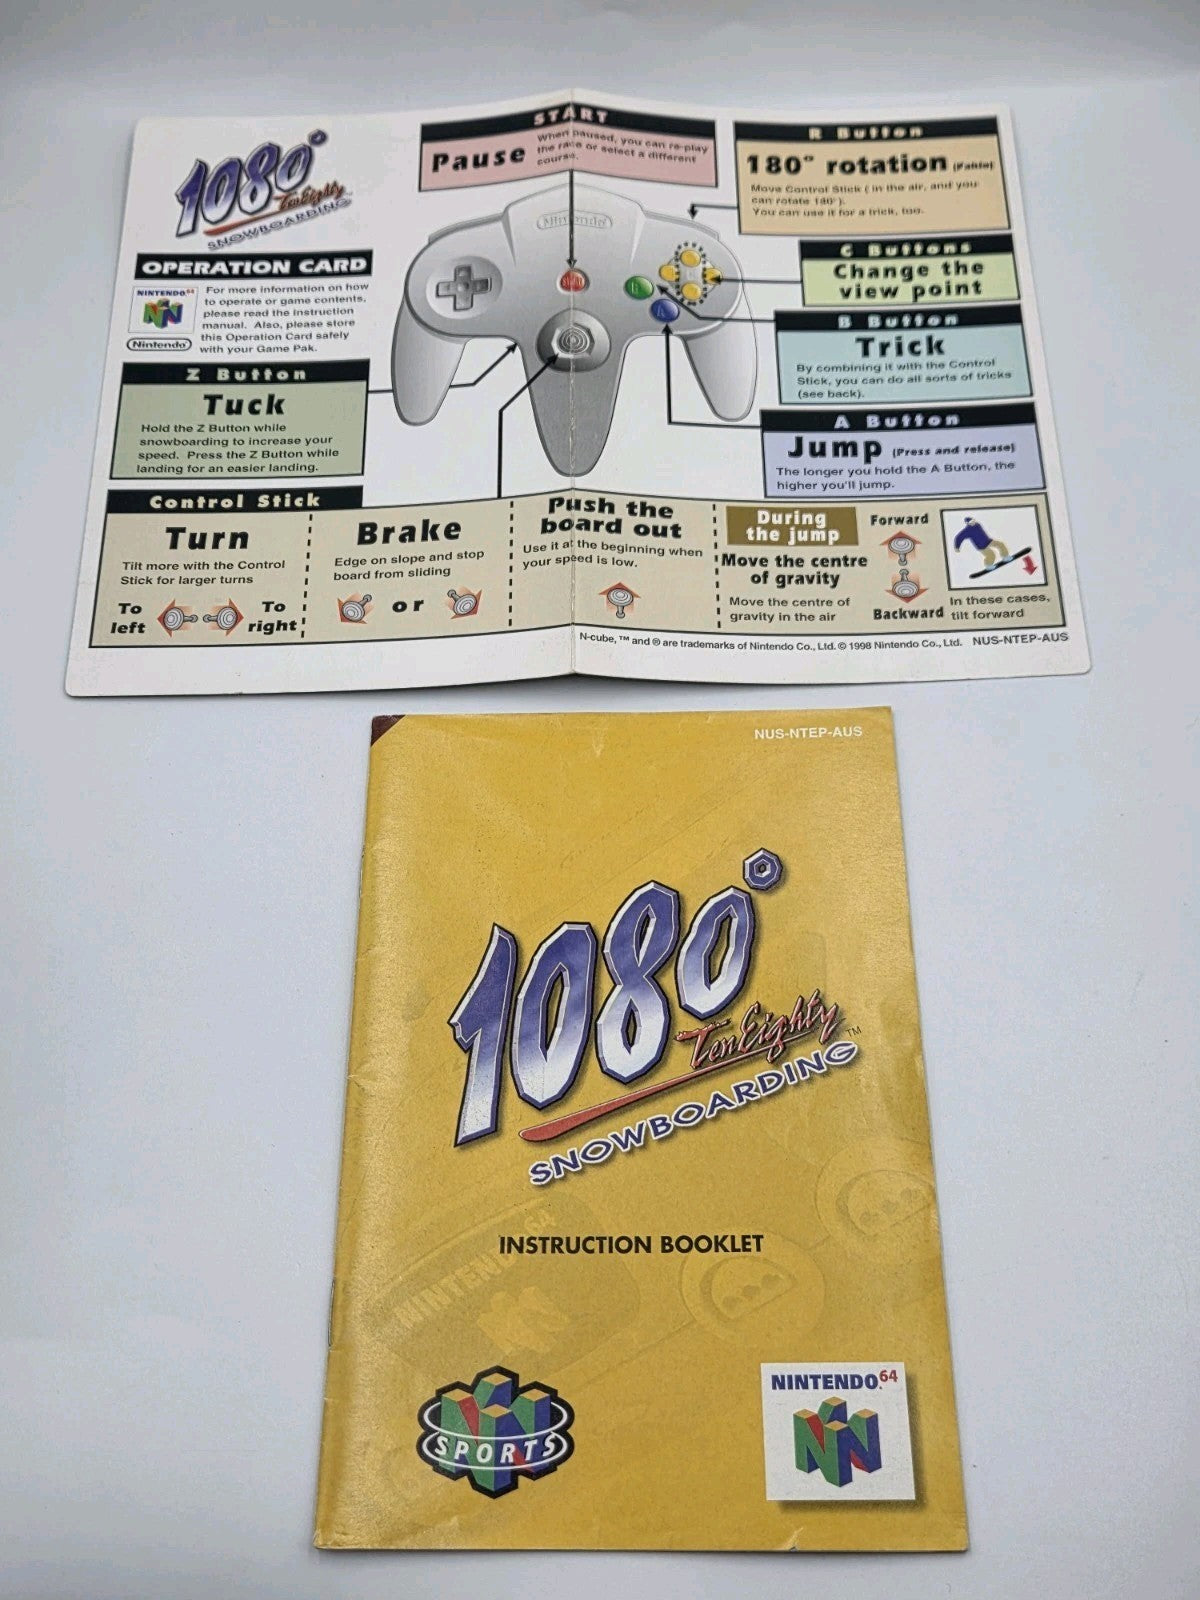 1080°
TenEighty
SNOWBOARDING
OPERATION CARD
NINTENDO 64
Nintendo
For more information on how
to operate or game contents,
please read the instruction
manual. Also, please store
this Operation Card safely
with your Game Pak.
START
Pause
When paused, you can re-play
the race or select a different
course.
Nintendo
START
B
A
R Button
180° rotation (Fakie)
Move Control Stick ( in the air, and you
can rotate 180°).
You can use it for a trick, too.
C Buttons
Change the
view point
B Button
Trick
By combining it with the Control
Stick, you can do all sorts of tricks
(see back).
A Button
Jump (Press and release)
The longer you hold the A Button, the
higher you'll jump.
Z Button
Tuck
Hold the Z Button while
snowboarding to increase your
speed. Press the Z Button while
landing for an easier landing.
Control Stick
Turn
Tilt more with the Control
Stick for larger turns
To
left
To
right
Brake
Edge on slope and stop
board from sliding
or
Push the
board out
Use it at the beginning when
your speed is low.
During
the jump
Move the centre
of gravity
Move the centre of
gravity in the air
Forward
Backward
In these cases,
tilt forward
N-cube, ™ and ® are trademarks of Nintendo Co., Ltd. © 1998 Nintendo Co., Ltd. NUS-NTEP-AUS
NUS-NTEP-AUS
1080°
TenEighty™
SNOWBOARDING
INSTRUCTION BOOKLET
NINTENDO 64
SPORTS
NINTENDO 64